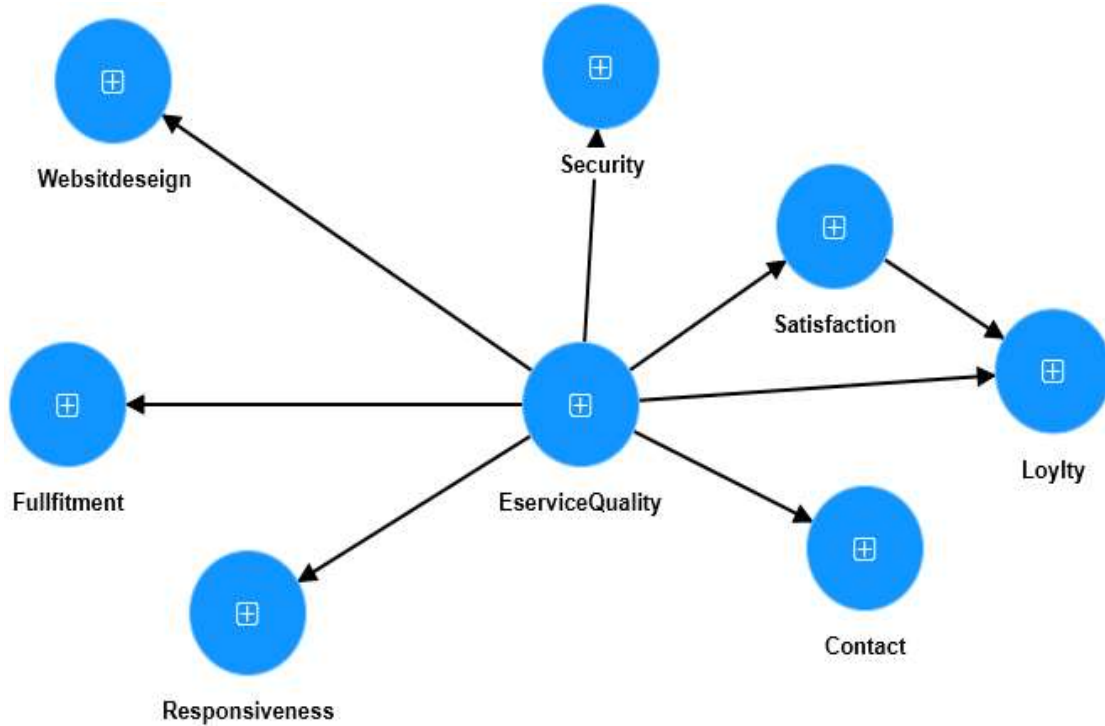 Websitdeseign
Security
Satisfaction
Loylty
Fullfitment
EserviceQuality
Contact
Responsiveness